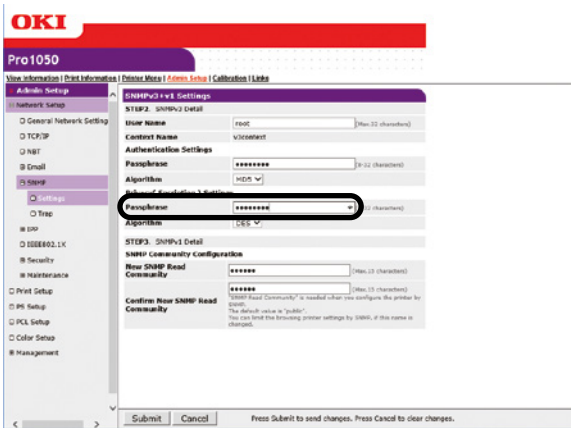 OKI
Pro1050
View Information | Print Information | Printer Menu | Admin Setup | Calibration | Links
Admin Setup
Network Setup
General Network Setting
TCP/IP
NBT
Email
SNMP
Settings
Trap
IPP
IEEE802.1X
Security
Maintenance
Print Setup
PS Setup
PCL Setup
Color Setup
Management
SNMPv3+v1 Settings
STEP2. SNMPv3 Detail
User Name root (Max.32 characters)
Context Name v3context
Authentication Settings
Passphrase •••••••• (8-32 characters)
Algorithm MD5
Passphrase •••••••• characters)
Algorithm DES
STEP3. SNMPv1 Detail
SNMP Community Configuration
New SNMP Read Community •••••• (Max.15 characters)
Confirm New SNMP Read Community •••••• (Max.15 characters)
"SNMP Read Community" is needed when you configure the printer by SNMP.
The default value is "public".
You can limit the browsing printer settings by SNMP, if this name is changed.
Submit Cancel Press Submit to send changes. Press Cancel to clear changes.